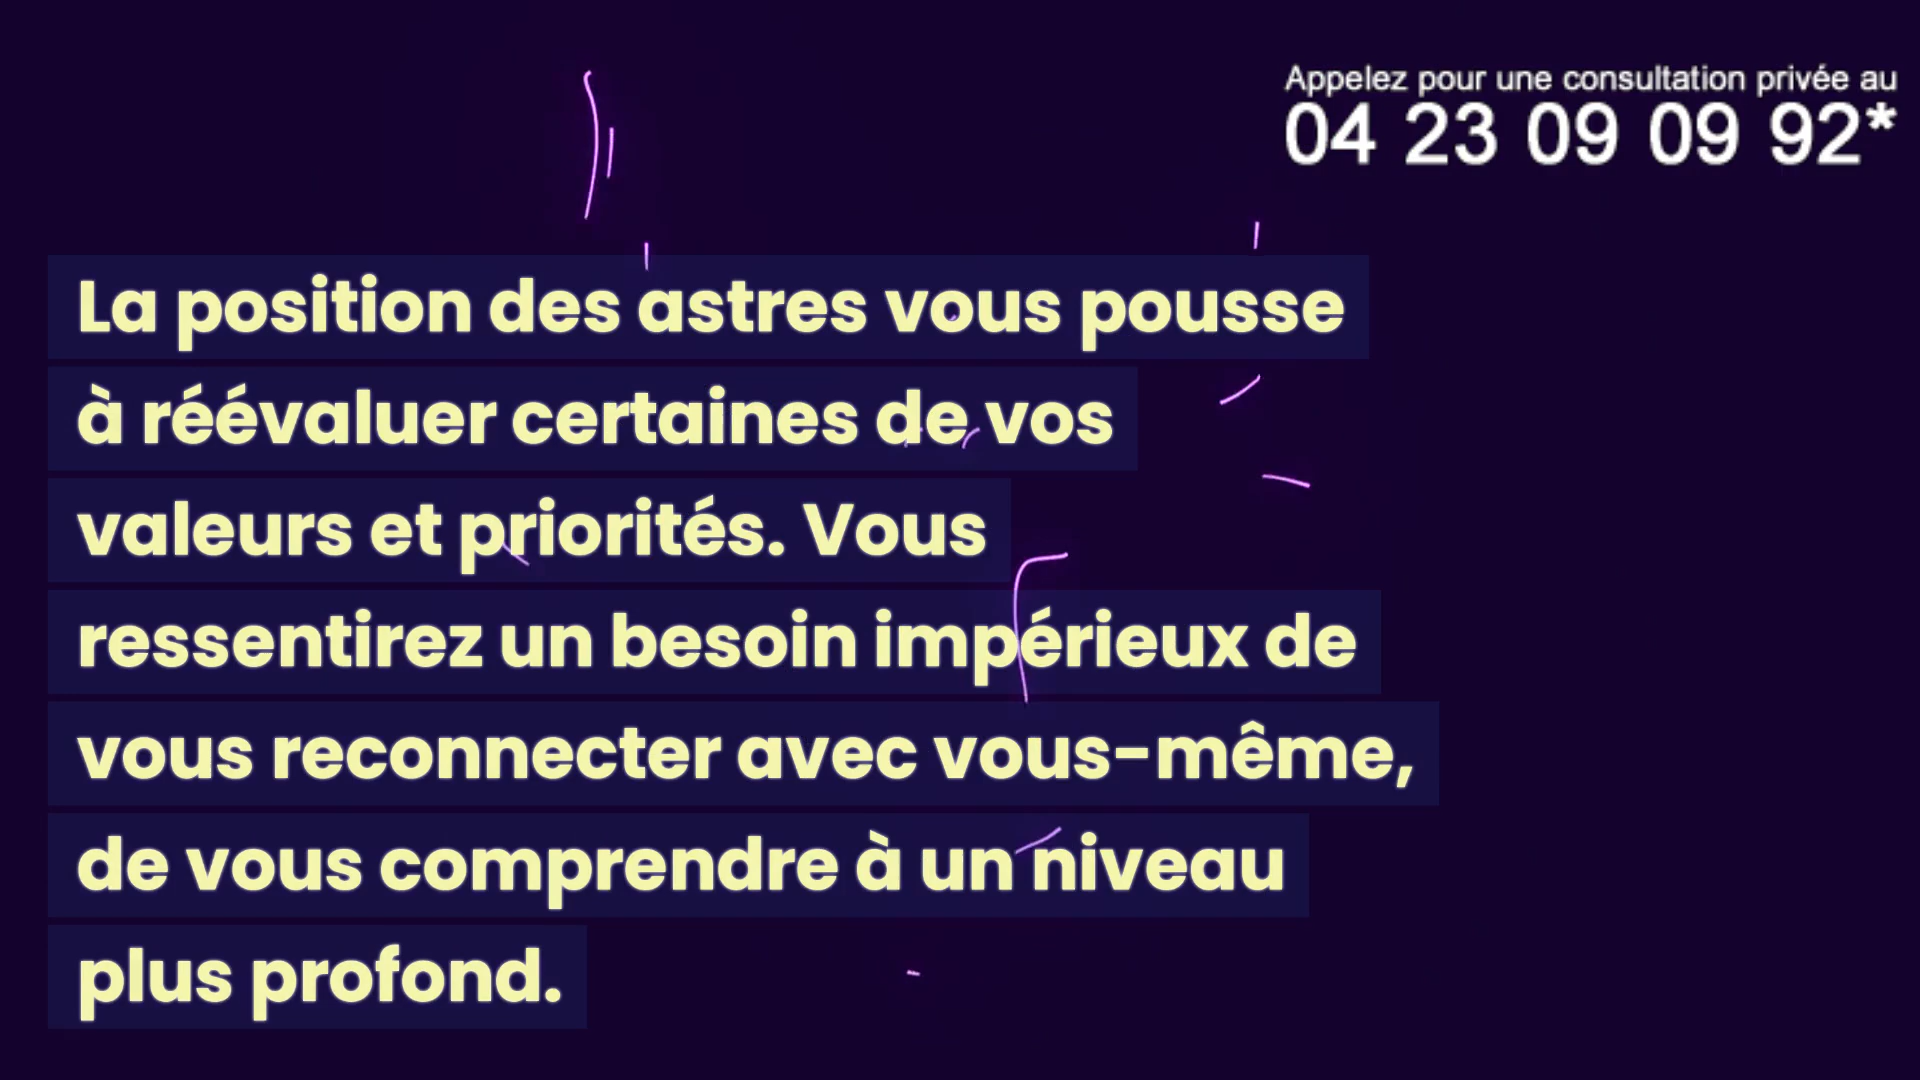 Appelez pour une consultation privée au
04 23 09 09 92*
La position des astres vous pousse
à réévaluer certaines de vos
valeurs et priorités. Vous
ressentirez un besoin impérieux de
vous reconnecter avec vous-même,
de vous comprendre à un niveau
plus profond.